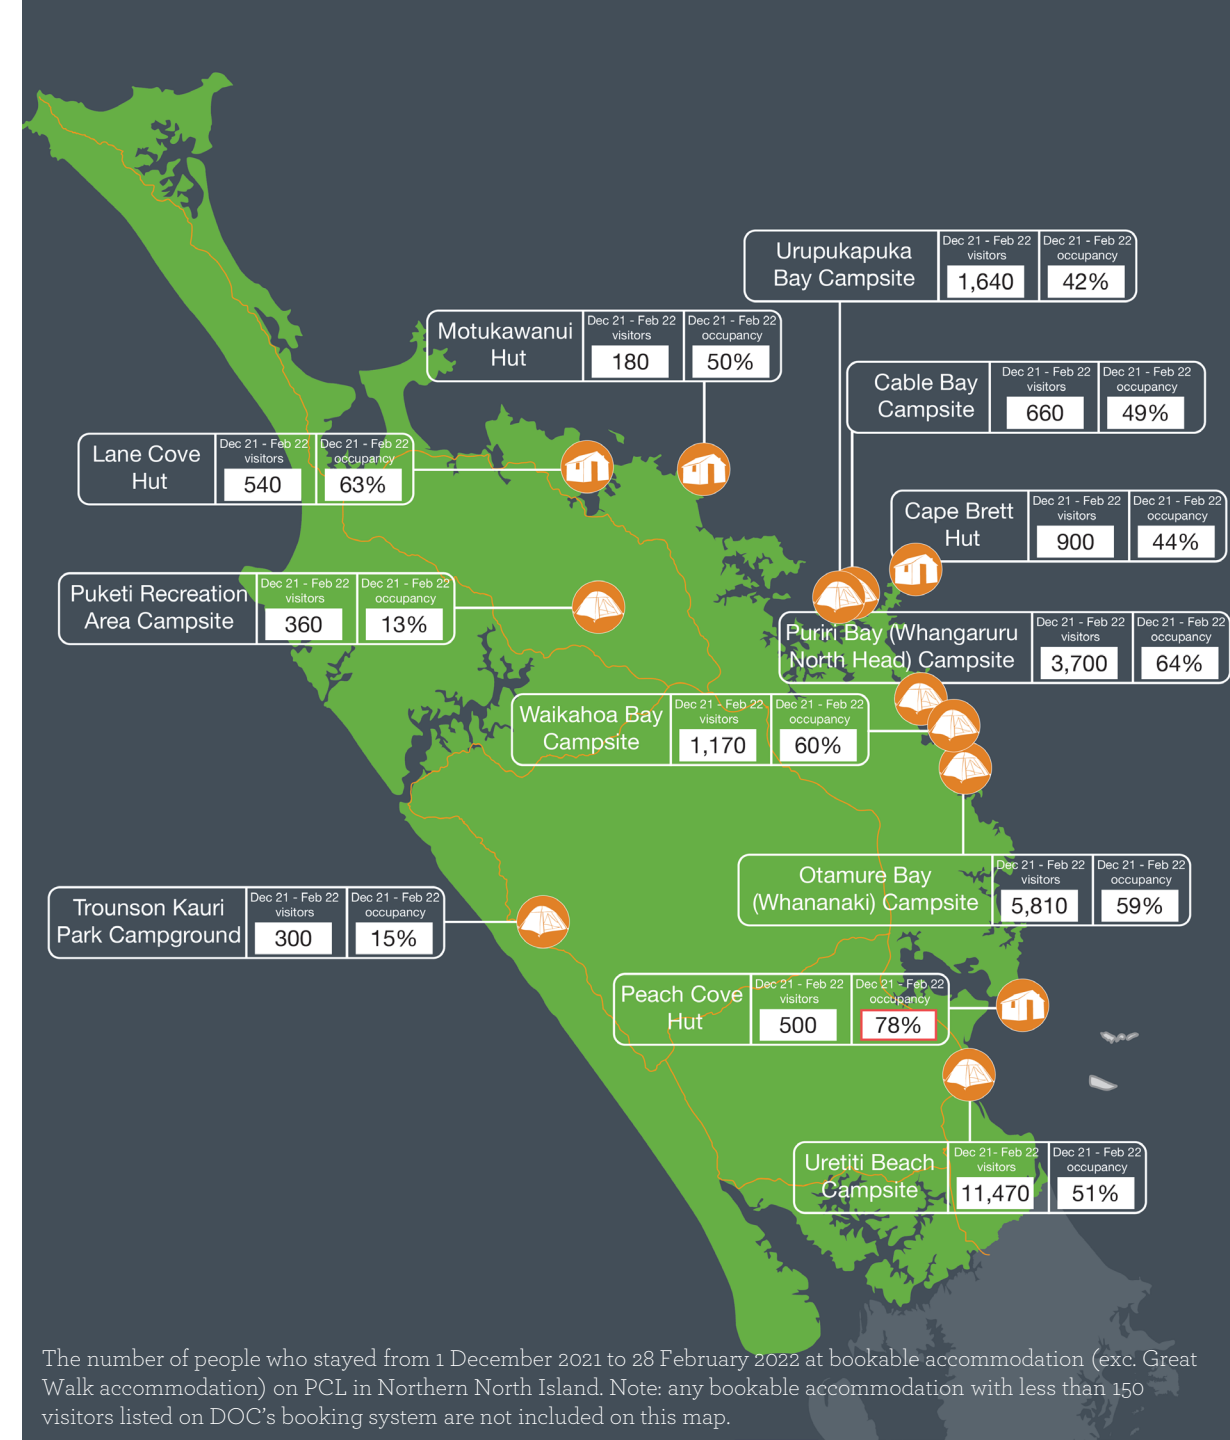 Urupukapuka
Bay Campsite
Dec 21 - Feb 22
visitors
1,640
Dec 21 - Feb 22
occupancy
42%
Motukawanui
Hut
Dec 21 - Feb 22
visitors
180
Dec 21 - Feb 22
occupancy
50%
Cable Bay
Campsite
Dec 21 - Feb 22
visitors
660
Dec 21 - Feb 22
occupancy
49%
Lane Cove
Hut
Dec 21 - Feb 22
visitors
540
Dec 21 - Feb 22
occupancy
63%
Cape Brett
Hut
Dec 21 - Feb 22
visitors
900
Dec 21 - Feb 22
occupancy
44%
Puketi Recreation
Area Campsite
Dec 21 - Feb 22
visitors
360
Dec 21 - Feb 22
occupancy
13%
Puriri Bay (Whangaruru
North Head) Campsite
Dec 21 - Feb 22
visitors
3,700
Dec 21 - Feb 22
occupancy
64%
Waikahoa Bay
Campsite
Dec 21 - Feb 22
visitors
1,170
Dec 21 - Feb 22
occupancy
60%
Otamure Bay
(Whananaki) Campsite
Dec 21 - Feb 22
visitors
5,810
Dec 21 - Feb 22
occupancy
59%
Trounson Kauri
Park Campground
Dec 21 - Feb 22
visitors
300
Dec 21 - Feb 22
occupancy
15%
Peach Cove
Hut
Dec 21 - Feb 22
visitors
500
Dec 21 - Feb 22
occupancy
78%
Uretiti Beach
Campsite
Dec 21- Feb 22
visitors
11,470
Dec 21 - Feb 22
occupancy
51%
The number of people who stayed from 1 December 2021 to 28 February 2022 at bookable accommodation (exc. Great
Walk accommodation) on PCL in Northern North Island. Note: any bookable accommodation with less than 150
visitors listed on DOC's booking system are not included on this map.